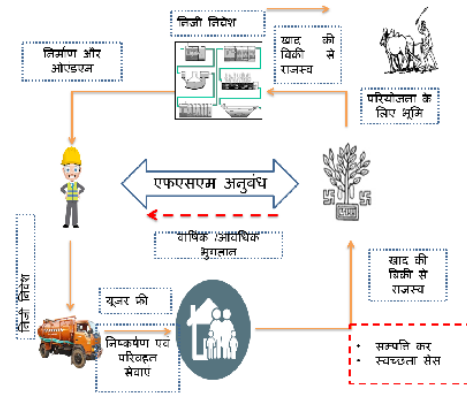 निजी निवेश
निर्माण और
ओएंडएम
खाद की
बिक्री से
राजस्व
परियोजना के
लिए भूमि
एफएसएम अनुबंध
वार्षिक /आवधिक
भुगतान
निजी निवेश
यूजर फी
निष्कर्षण एवं
परिवहन
सेवाएं
खाद की
बिक्री से
राजस्व
• सम्पत्ति कर
• स्वच्छता सेस